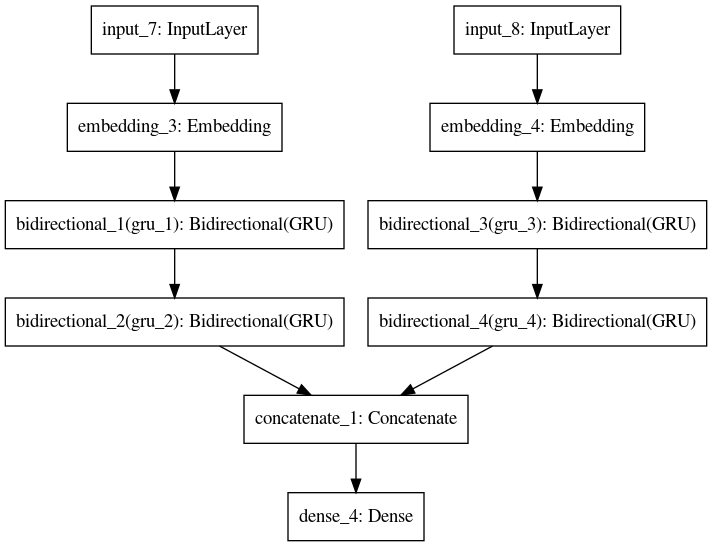 input_7: InputLayer
input_8: InputLayer
embedding_3: Embedding
embedding_4: Embedding
bidirectional_1(gru_1): Bidirectional(GRU)
bidirectional_3(gru_3): Bidirectional(GRU)
bidirectional_2(gru_2): Bidirectional(GRU)
bidirectional_4(gru_4): Bidirectional(GRU)
concatenate_1: Concatenate
dense_4: Dense